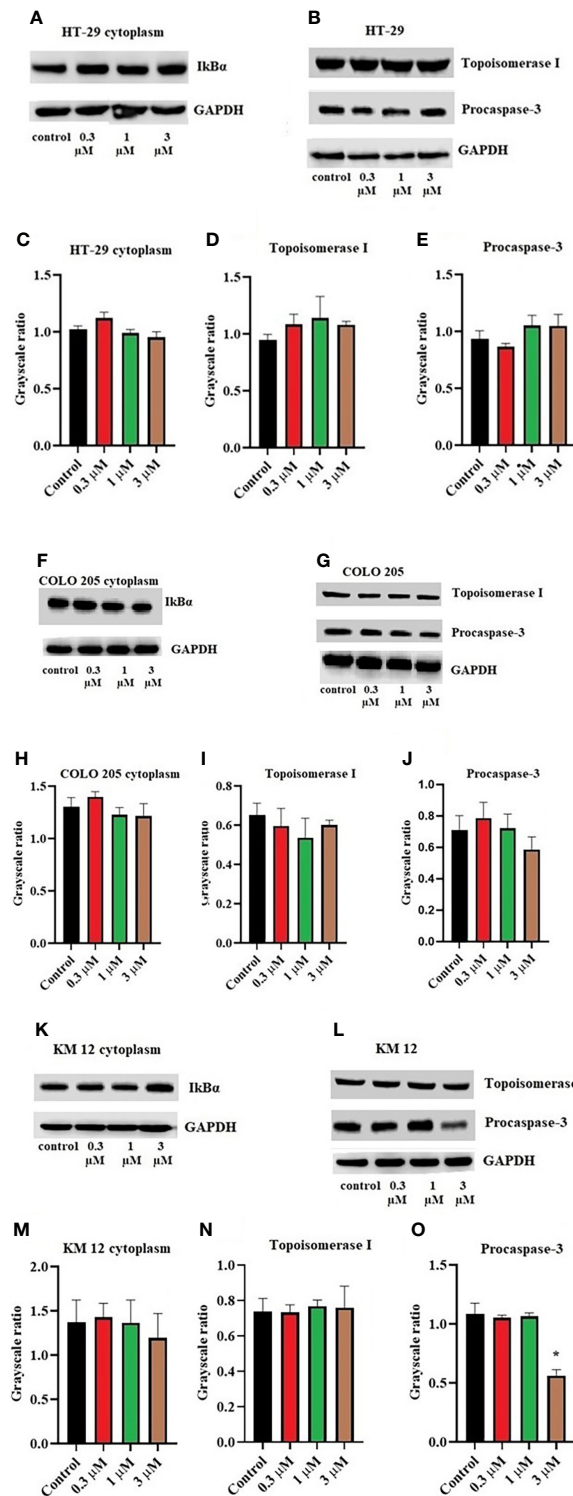 A
HT-29 cytoplasm
IkBα
GAPDH
control 0.3 1 3
μM μM μM
B
HT-29
Topoisomerase I
Procaspase-3
GAPDH
control 0.3 1 3
μM μM μM
C
HT-29 cytoplasm
Grayscale ratio
1.5
1.0
0.5
0.0
Control 0.3 μM 1 μM 3 μM
D
Topoisomerase I
Grayscale ratio
1.5
1.0
0.5
0.0
Control 0.3 μM 1 μM 3 μM
E
Procaspase-3
Grayscale ratio
1.5
1.0
0.5
0.0
Control 0.3 μM 1 μM 3 μM
F
COLO 205 cytoplasm
IkBα
GAPDH
control 0.3 1 3
μM μM μM
G
COLO 205
Topoisomerase I
Procaspase-3
GAPDH
control 0.3 1 3
μM μM μM
H
COLO 205 cytoplasm
Grayscale ratio
1.5
1.0
0.5
0.0
Control 0.3 μM 1 μM 3 μM
I
Topoisomerase I
Grayscale ratio
0.8
0.6
0.4
0.2
0.0
Control 0.3 μM 1 μM 3 μM
J
Procaspase-3
Grayscale ratio
1.0
0.8
0.6
0.4
0.2
0.0
Control 0.3 μM 1 μM 3 μM
K
KM 12 cytoplasm
IkBα
GAPDH
control 0.3 1 3
μM μM μM
L
KM 12
Topoisomerase
Procaspase-3
GAPDH
control 0.3 1 3
μM μM μM
M
KM 12 cytoplasm
Grayscale ratio
2.0
1.5
1.0
0.5
0.0
Control 0.3 μM 1 μM 3 μM
N
Topoisomerase I
Grayscale ratio
1.0
0.8
0.6
0.4
0.2
0.0
Control 0.3 μM 1 μM 3 μM
O
Procaspase-3
Grayscale ratio
1.5
1.0
0.5
0.0
*
Control 0.3 μM 1 μM 3 μM